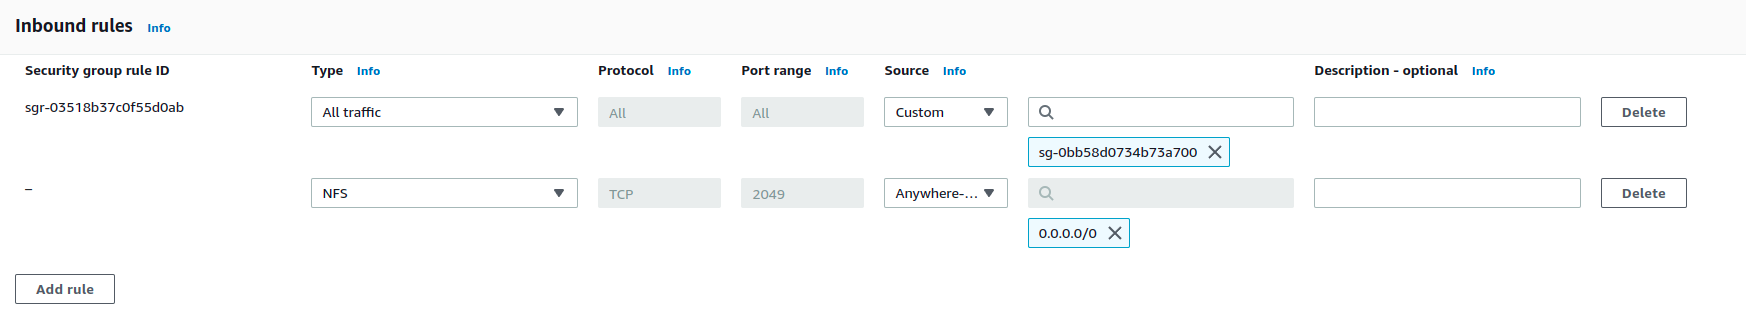 Inbound rules Info
Security group rule ID Type Info Protocol Info Port range Info Source Info Description - optional Info
sgr-03518b37c0f55d0ab All traffic All All Custom Delete
sg-0bb58d0734b73a700
– NFS TCP 2049 Anywhere-... Delete
0.0.0.0/0
Add rule